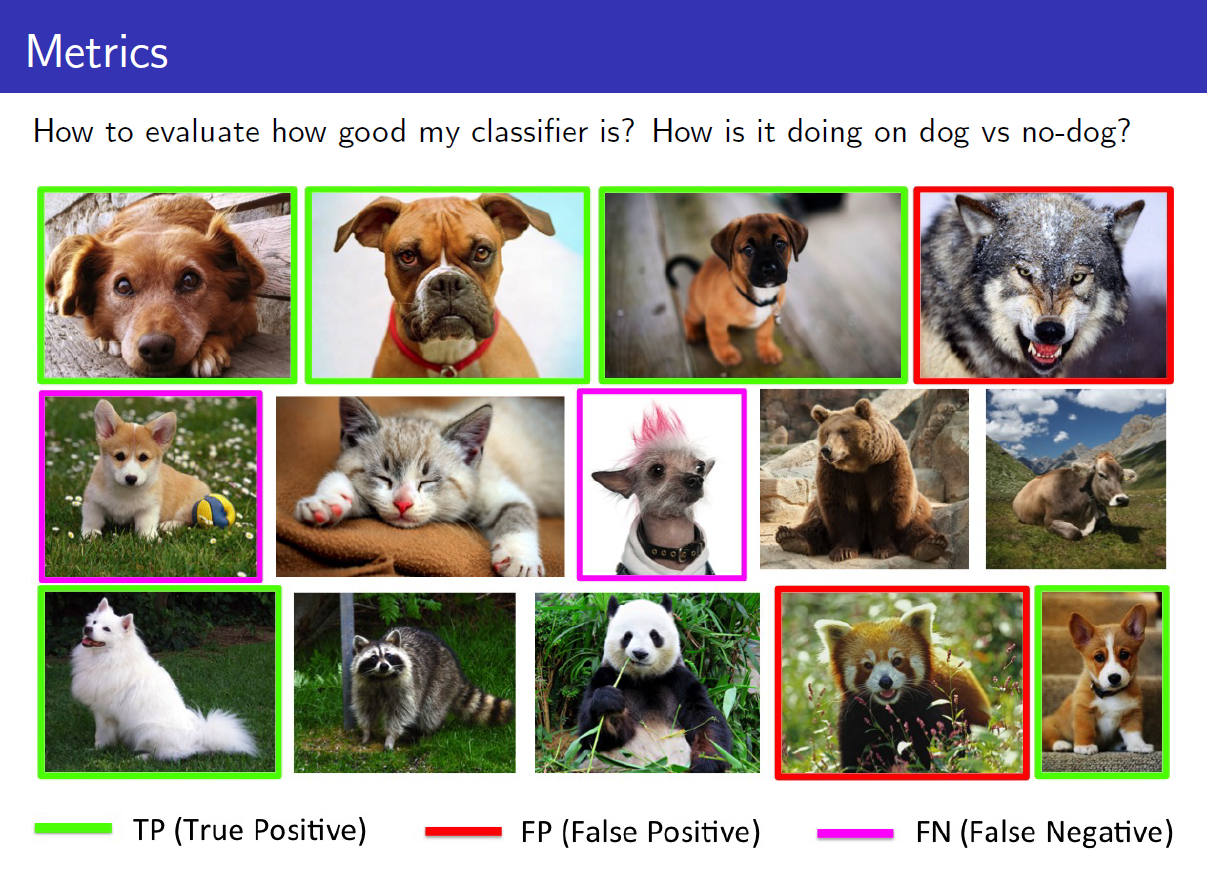 Metrics
How to evaluate how good my classifier is? How is it doing on dog vs no-dog?
TP (True Positive) FP (False Positive) FN (False Negative)